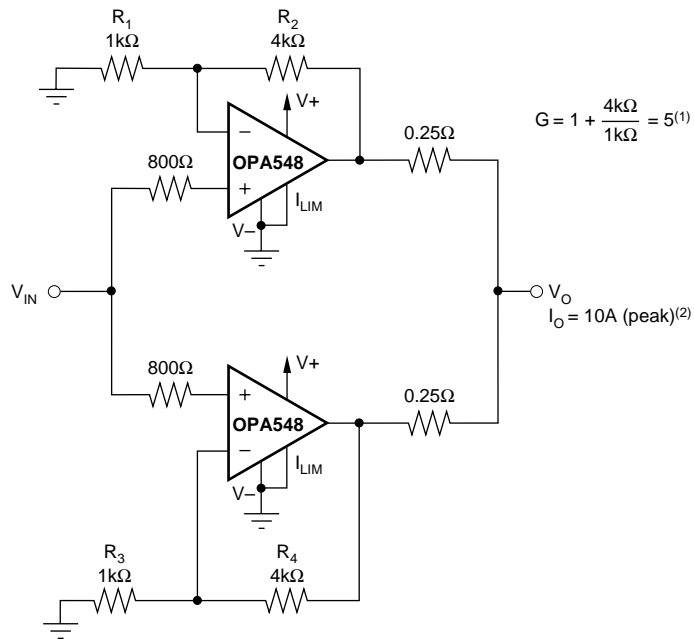 R1
1kΩ
R2
4kΩ
V+
G = 1 + 4kΩ / 1kΩ = 5(1)
0.25Ω
800Ω
−
OPA548
+
ILIM
V–
VIN
VO
IO = 10A (peak)(2)
800Ω
V+
0.25Ω
+
OPA548
−
ILIM
V–
R3
1kΩ
R4
4kΩ